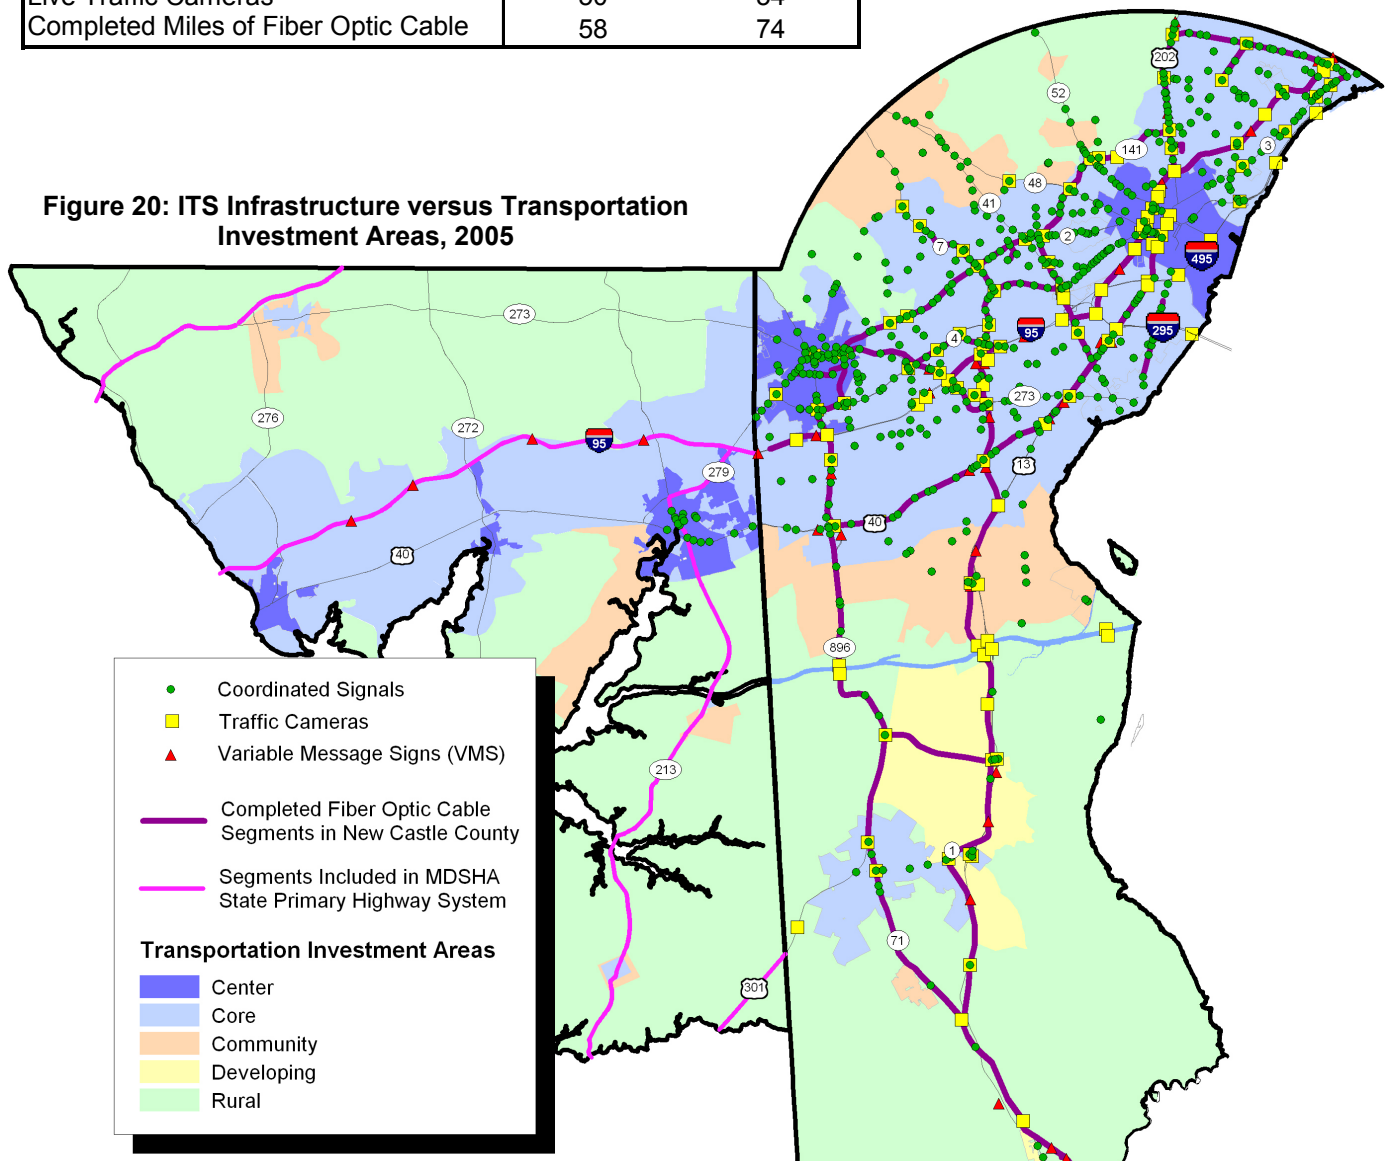 Completed Miles of Fiber Optic Cable 58 74
Figure 20: ITS Infrastructure versus Transportation
Investment Areas, 2005
202
52
141
3
48
41
2
7
495
273
295
95
4
276
272
273
95
279
13
40
40
896
213
1
71
301
Coordinated Signals
Traffic Cameras
Variable Message Signs (VMS)
Completed Fiber Optic Cable
Segments in New Castle County
Segments Included in MDSHA
State Primary Highway System
Transportation Investment Areas
Center
Core
Community
Developing
Rural